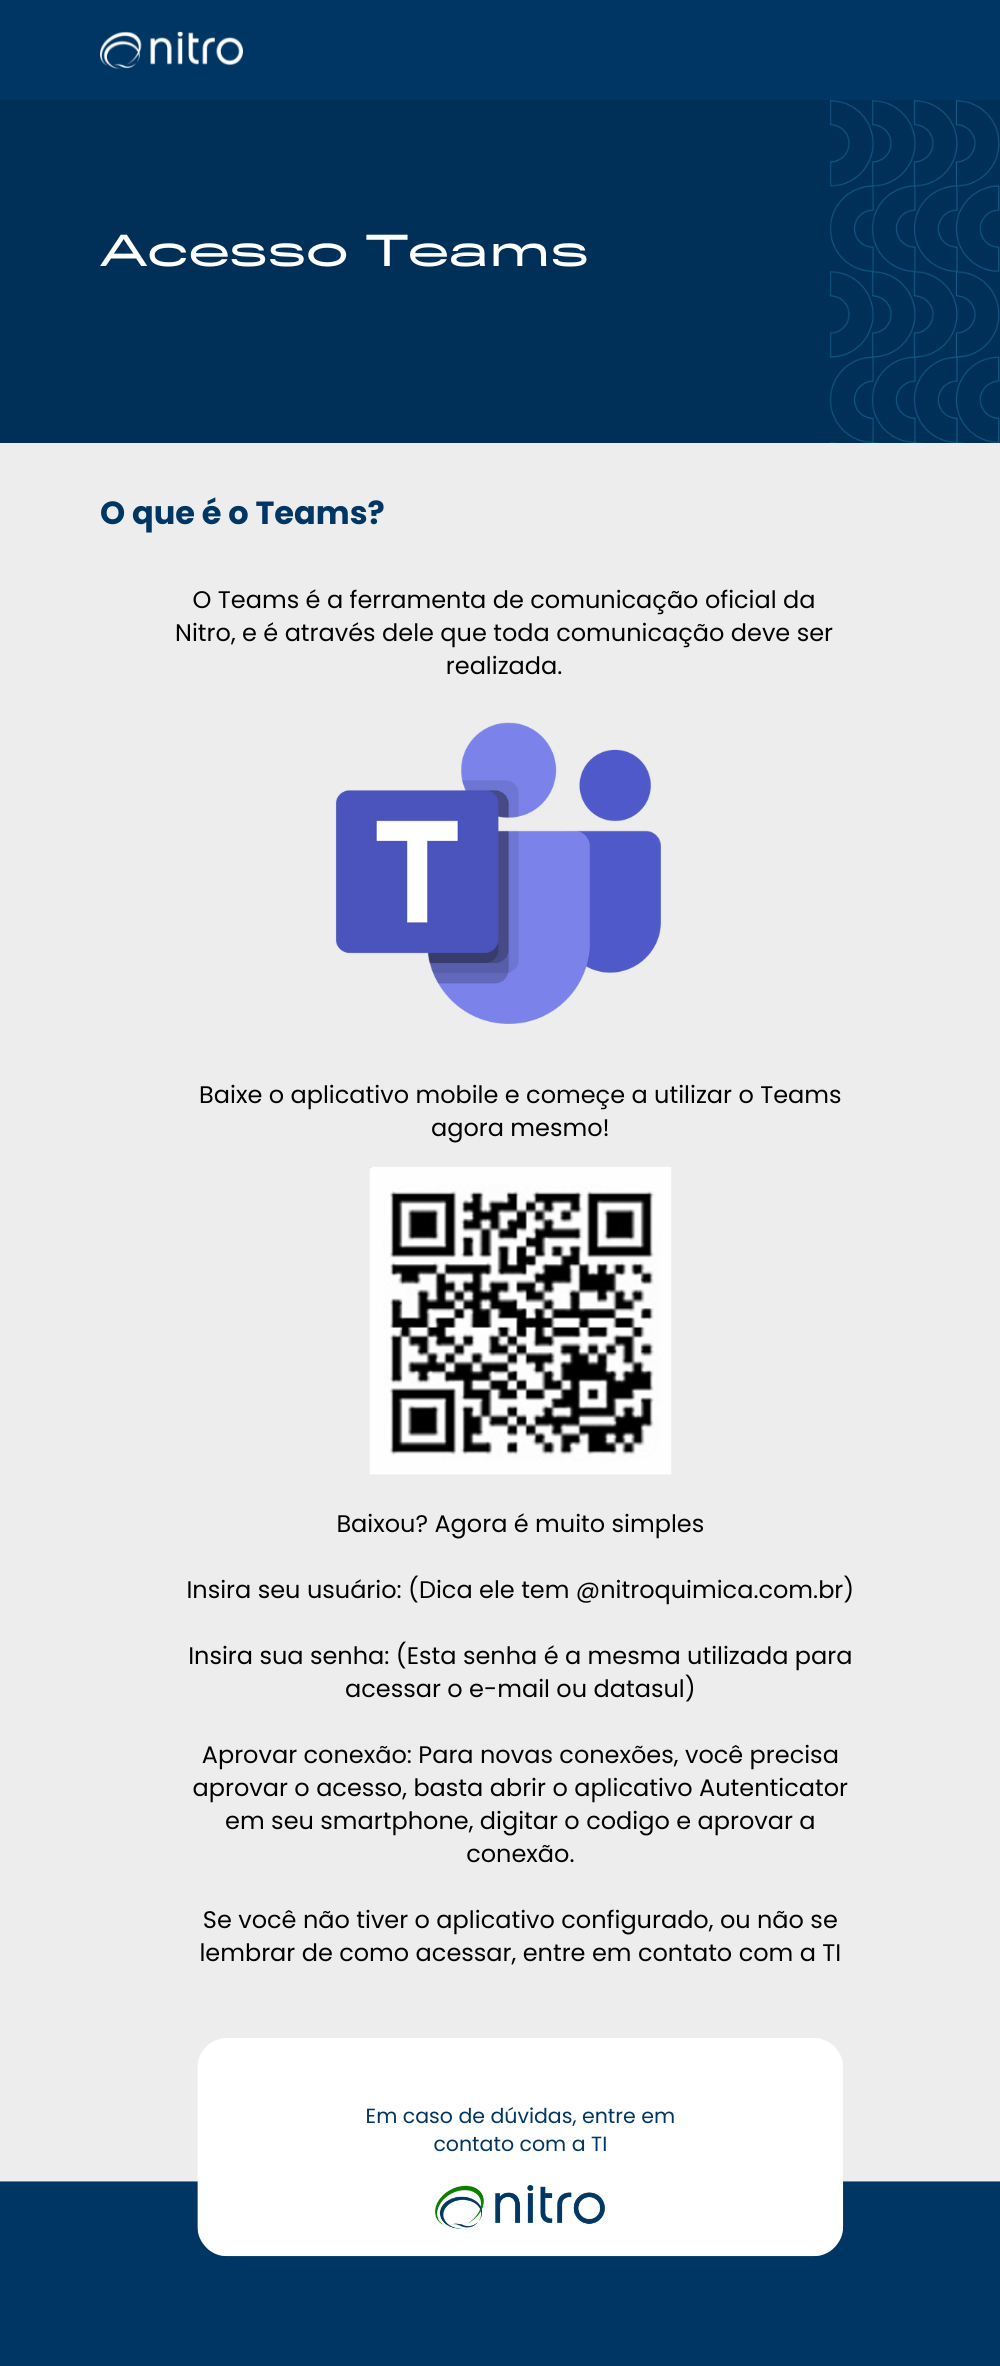 nitro
Acesso Teams
O que é o Teams?
O Teams é a ferramenta de comunicação oficial da
Nitro, e é através dele que toda comunicação deve ser
realizada.
T
Baixe o aplicativo mobile e começe a utilizar o Teams
agora mesmo!
Baixou? Agora é muito simples
Insira seu usuário: (Dica ele tem @nitroquimica.com.br)
Insira sua senha: (Esta senha é a mesma utilizada para
acessar o e-mail ou datasul)
Aprovar conexão: Para novas conexões, você precisa
aprovar o acesso, basta abrir o aplicativo Autenticator
em seu smartphone, digitar o codigo e aprovar a
conexão.
Se você não tiver o aplicativo configurado, ou não se
lembrar de como acessar, entre em contato com a TI
Em caso de dúvidas, entre em
contato com a TI
nitro